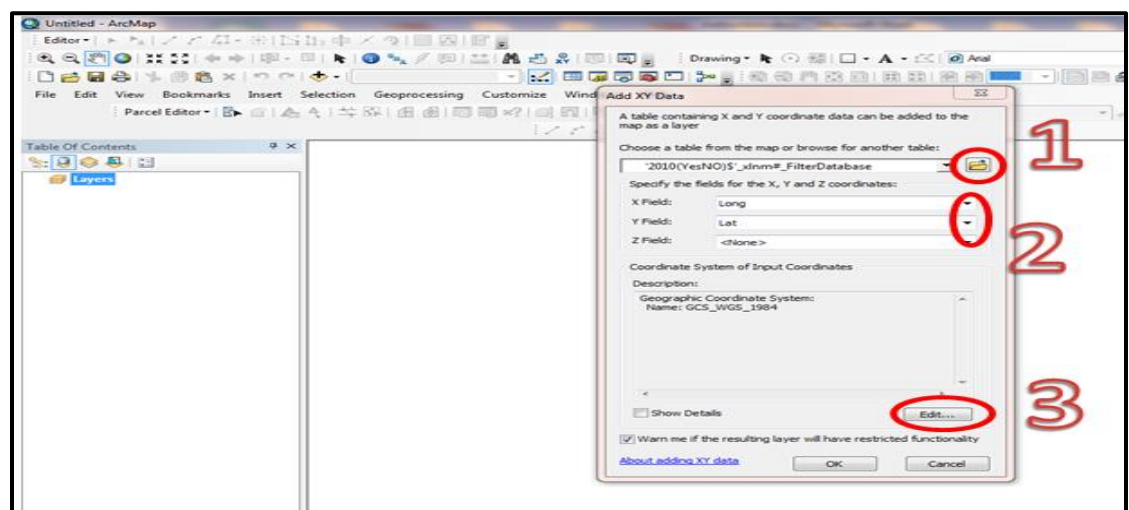 Untitled - ArcMap
Editor
Drawing A Arial
File Edit View Bookmarks Insert Selection Geoprocessing Customize Wind
Parcel Editor
Table Of Contents
Layers
Add XY Data
A table containing X and Y coordinate data can be added to the
map as a layer
Choose a table from the map or browse for another table:
'2010(YesNO)$'_xlnm#_FilterDatabase
1
Specify the fields for the X, Y and Z coordinates:
X Field: Long
Y Field: Lat
Z Field: <None>
2
Coordinate System of Input Coordinates
Description:
Geographic Coordinate System:
Name: GCS_WGS_1984
Show Details Edit...
3
Warn me if the resulting layer will have restricted functionality
About adding XY data OK Cancel